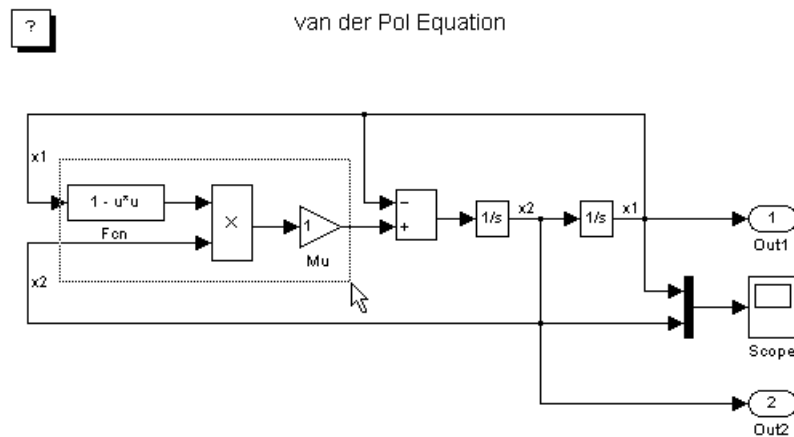 ?
van der Pol Equation
x1
1 - u*u
Fcn
×
1
Mu
−
+
1/s
x2
1/s
x1
1
Out1
x2
Scope
2
Out2